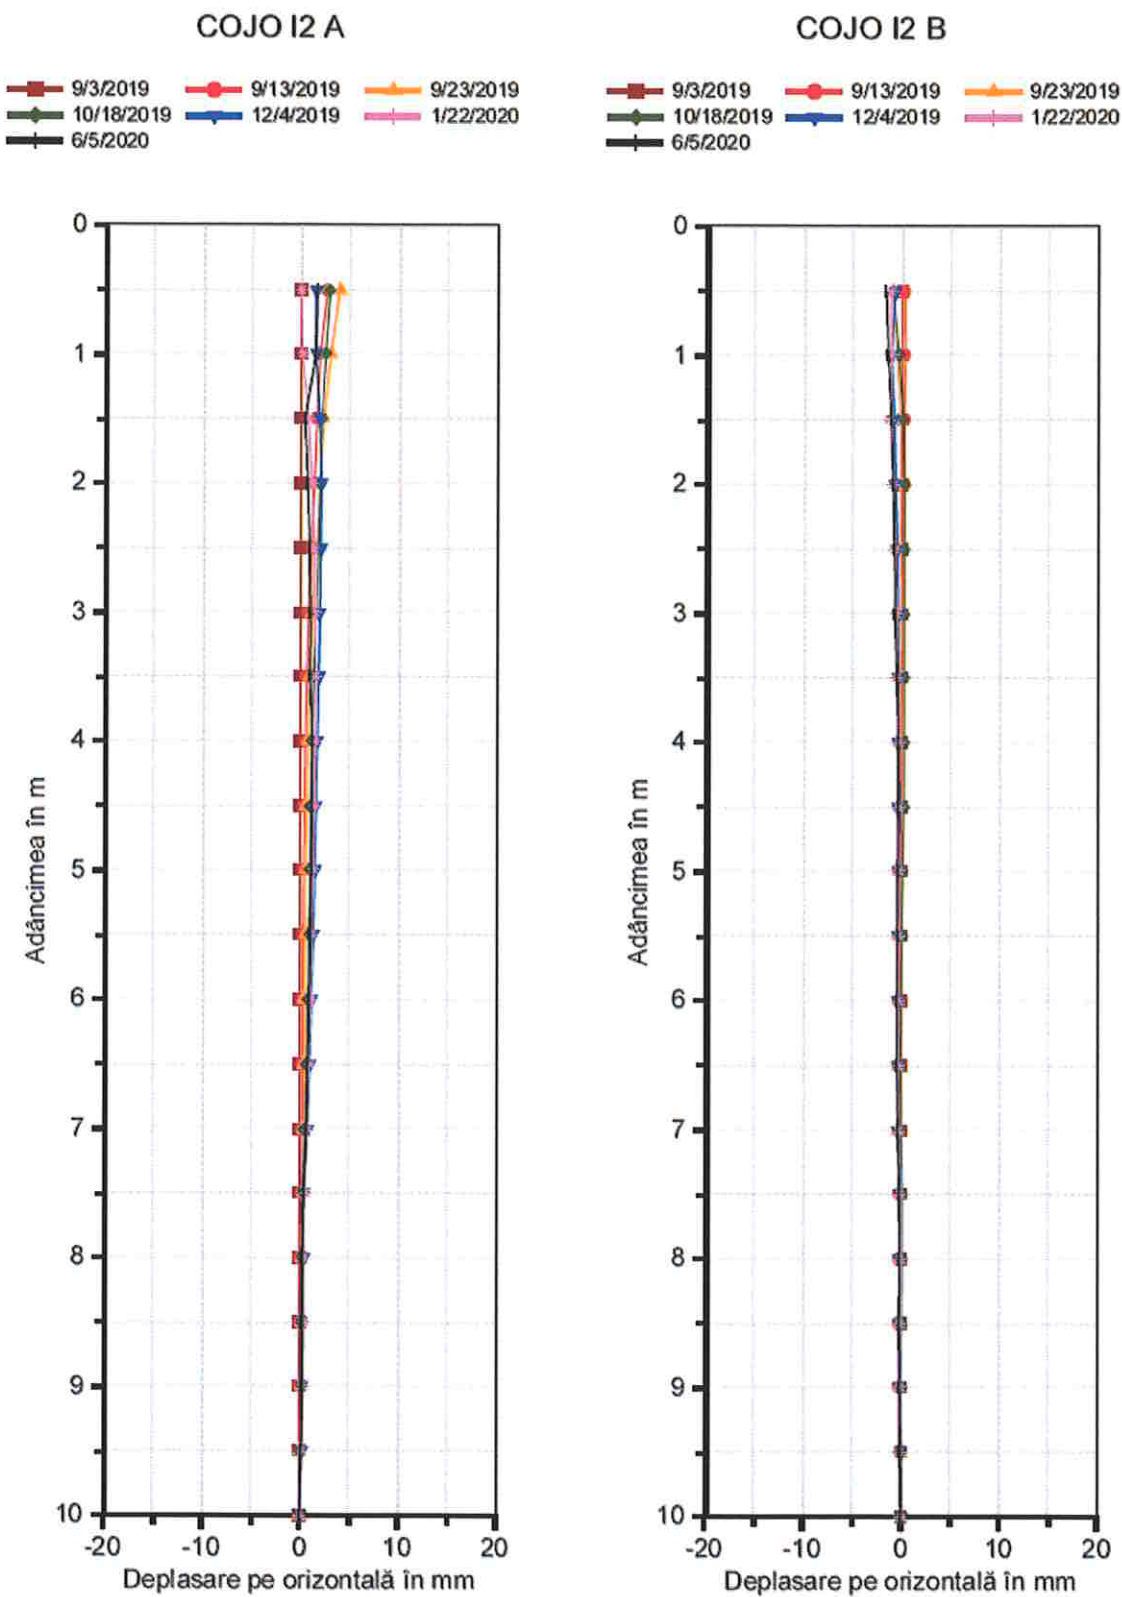 COJO I2 A
9/3/2019 9/13/2019 9/23/2019
10/18/2019 12/4/2019 1/22/2020
6/5/2020
0
1
2
3
4
5
6
7
8
9
10
Adâncimea în m
-20 -10 0 10 20
Deplasare pe orizontală în mm
COJO I2 B
9/3/2019 9/13/2019 9/23/2019
10/18/2019 12/4/2019 1/22/2020
6/5/2020
0
1
2
3
4
5
6
7
8
9
10
Adâncimea în m
-20 -10 0 10 20
Deplasare pe orizontală în mm